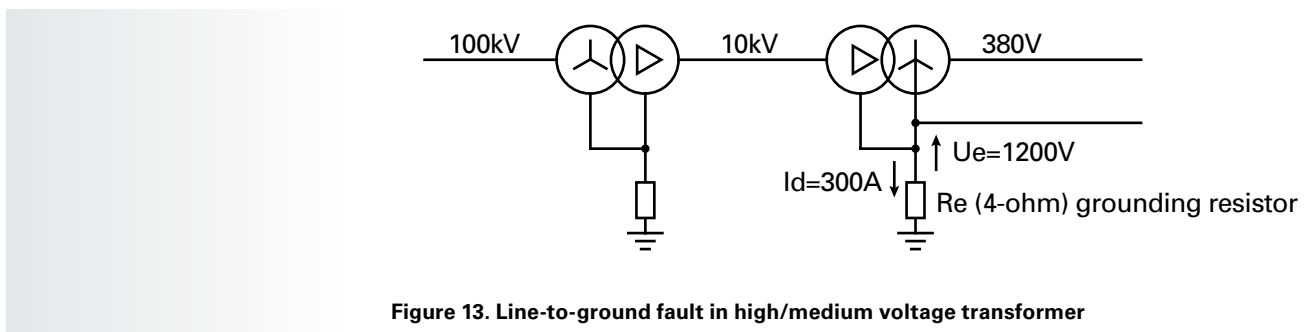 100kV
10kV
380V
Ue=1200V
Id=300A
Re (4-ohm) grounding resistor
Figure 13. Line-to-ground fault in high/medium voltage transformer